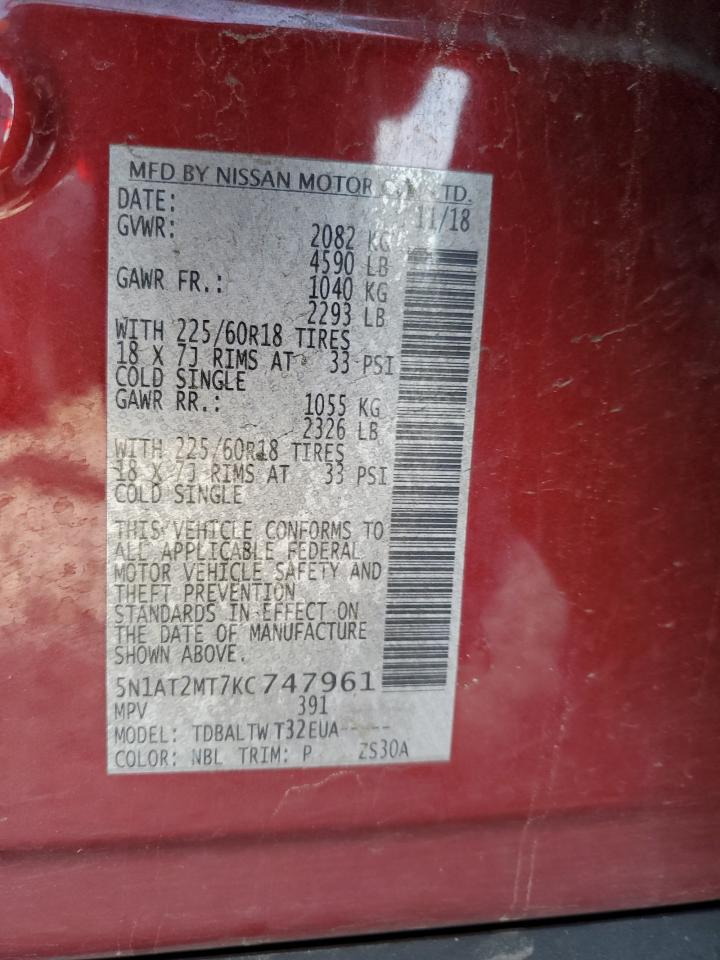 MFD BY NISSAN MOTOR LTD.
DATE: 11/18
GVWR: 2082 KG
4590 LB
GAWR FR.: 1040 KG
2293 LB
WITH 225/60R18 TIRES
18 X 7J RIMS AT 33 PSI
COLD SINGLE
GAWR RR.: 1055 KG
2326 LB
WITH 225/60R18 TIRES
18 X 7J RIMS AT 33 PSI
COLD SINGLE
THIS VEHICLE CONFORMS TO
ALL APPLICABLE FEDERAL
MOTOR VEHICLE SAFETY AND
THEFT PREVENTION
STANDARDS IN EFFECT ON
THE DATE OF MANUFACTURE
SHOWN ABOVE.
5N1AT2MT7KC747961
MPV 391
MODEL: TDBALTW T32EUA-----
COLOR: NBL TRIM: P ZS30A